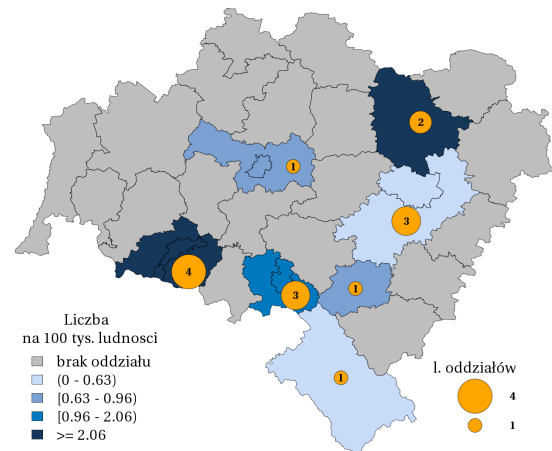 2
1
3
4
3
1
1
Liczba
na 100 tys. ludnosci
brak oddziału
(0 - 0.63)
[0.63 - 0.96)
[0.96 - 2.06)
>= 2.06
l. oddziałów
4
1